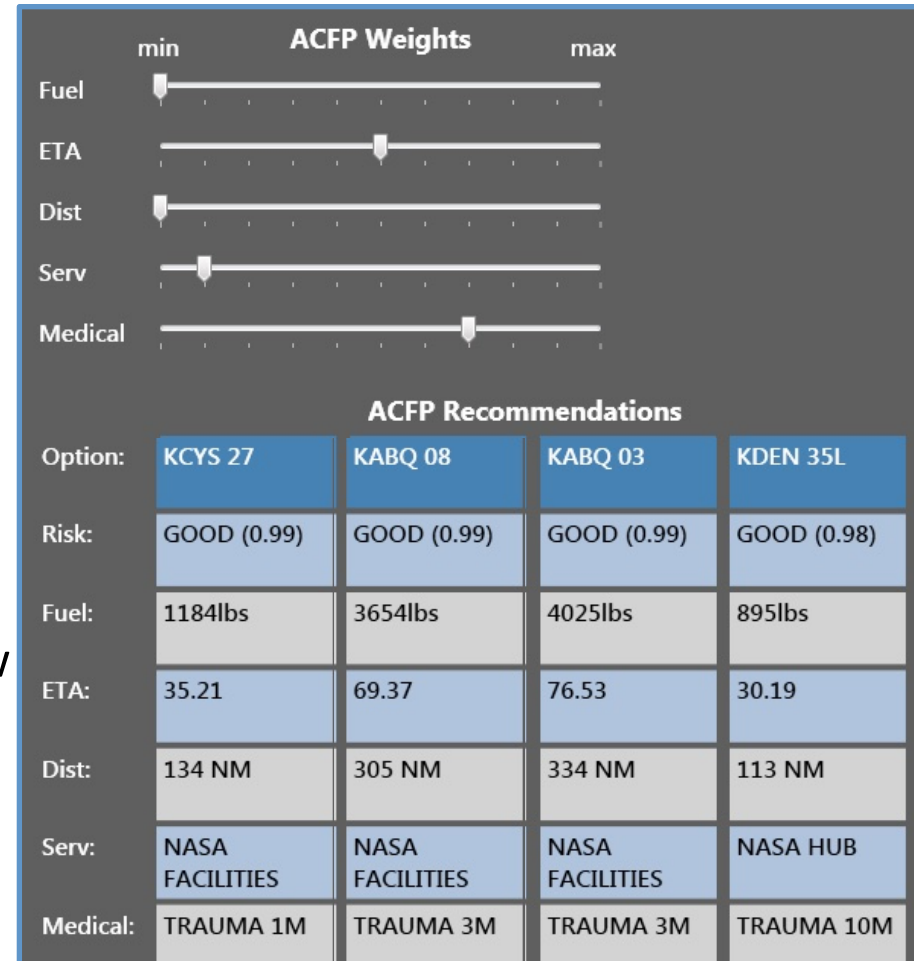 ACFP Weights
min max
Fuel
ETA
Dist
Serv
Medical
ACFP Recommendations
Option: KCYS 27 KABQ 08 KABQ 03 KDEN 35L
Risk: GOOD (0.99) GOOD (0.99) GOOD (0.99) GOOD (0.98)
Fuel: 1184lbs 3654lbs 4025lbs 895lbs
ETA: 35.21 69.37 76.53 30.19
Dist: 134 NM 305 NM 334 NM 113 NM
Serv: NASA FACILITIES NASA FACILITIES NASA FACILITIES NASA HUB
Medical: TRAUMA 1M TRAUMA 3M TRAUMA 3M TRAUMA 10M